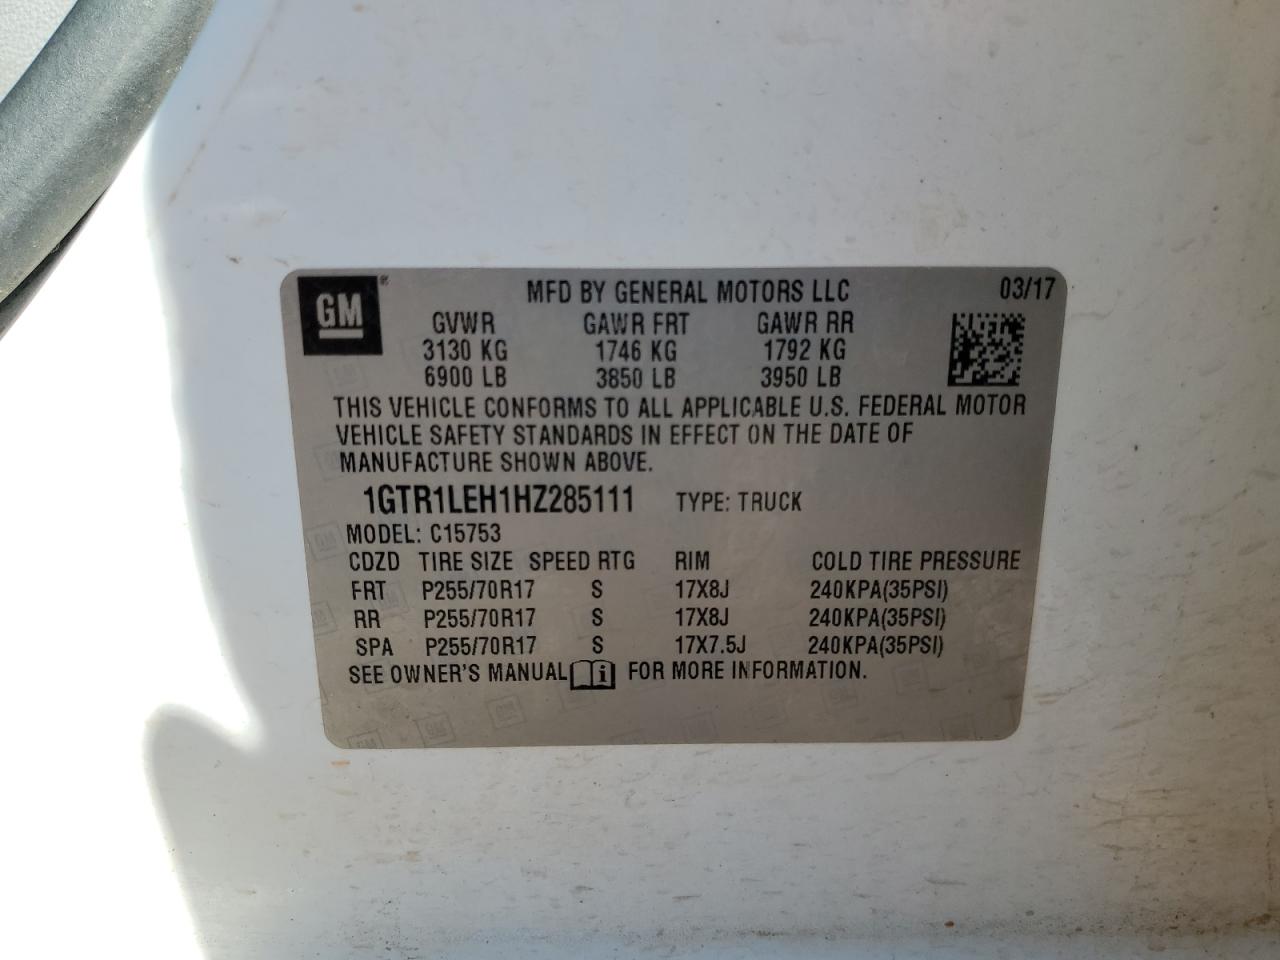 GM ® MFD BY GENERAL MOTORS LLC 03/17
GVWR GAWR FRT GAWR RR
3130 KG 1746 KG 1792 KG
6900 LB 3850 LB 3950 LB
THIS VEHICLE CONFORMS TO ALL APPLICABLE U.S. FEDERAL MOTOR
VEHICLE SAFETY STANDARDS IN EFFECT ON THE DATE OF
MANUFACTURE SHOWN ABOVE.
1GTR1LEH1HZ285111 TYPE: TRUCK
MODEL: C15753
CDZD TIRE SIZE SPEED RTG RIM COLD TIRE PRESSURE
FRT P255/70R17 S 17X8J 240KPA(35PSI)
RR P255/70R17 S 17X8J 240KPA(35PSI)
SPA P255/70R17 S 17X7.5J 240KPA(35PSI)
SEE OWNER'S MANUAL i FOR MORE INFORMATION.